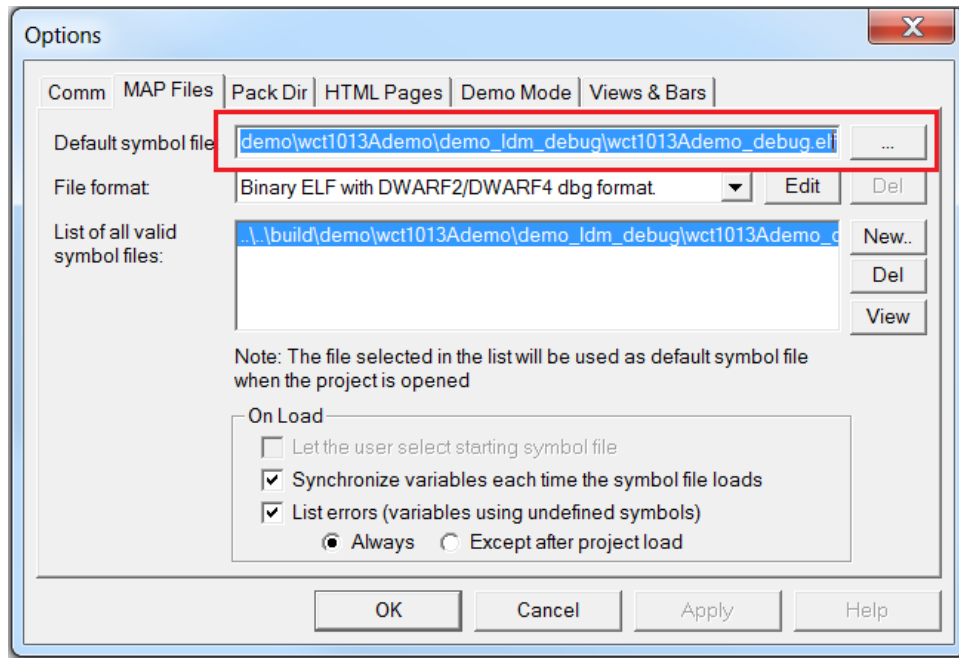 Options
Comm MAP Files Pack Dir HTML Pages Demo Mode Views & Bars
Default symbol file demo\wct1013Ademo\demo_ldm_debug\wct1013Ademo_debug.elf ...
File format: Binary ELF with DWARF2/DWARF4 dbg format. Edit Del
List of all valid
symbol files:
..\..\build\demo\wct1013Ademo\demo_ldm_debug\wct1013Ademo_d
New..
Del
View
Note: The file selected in the list will be used as default symbol file
when the project is opened
On Load
Let the user select starting symbol file
Synchronize variables each time the symbol file loads
List errors (variables using undefined symbols)
Always Except after project load
OK Cancel Apply Help